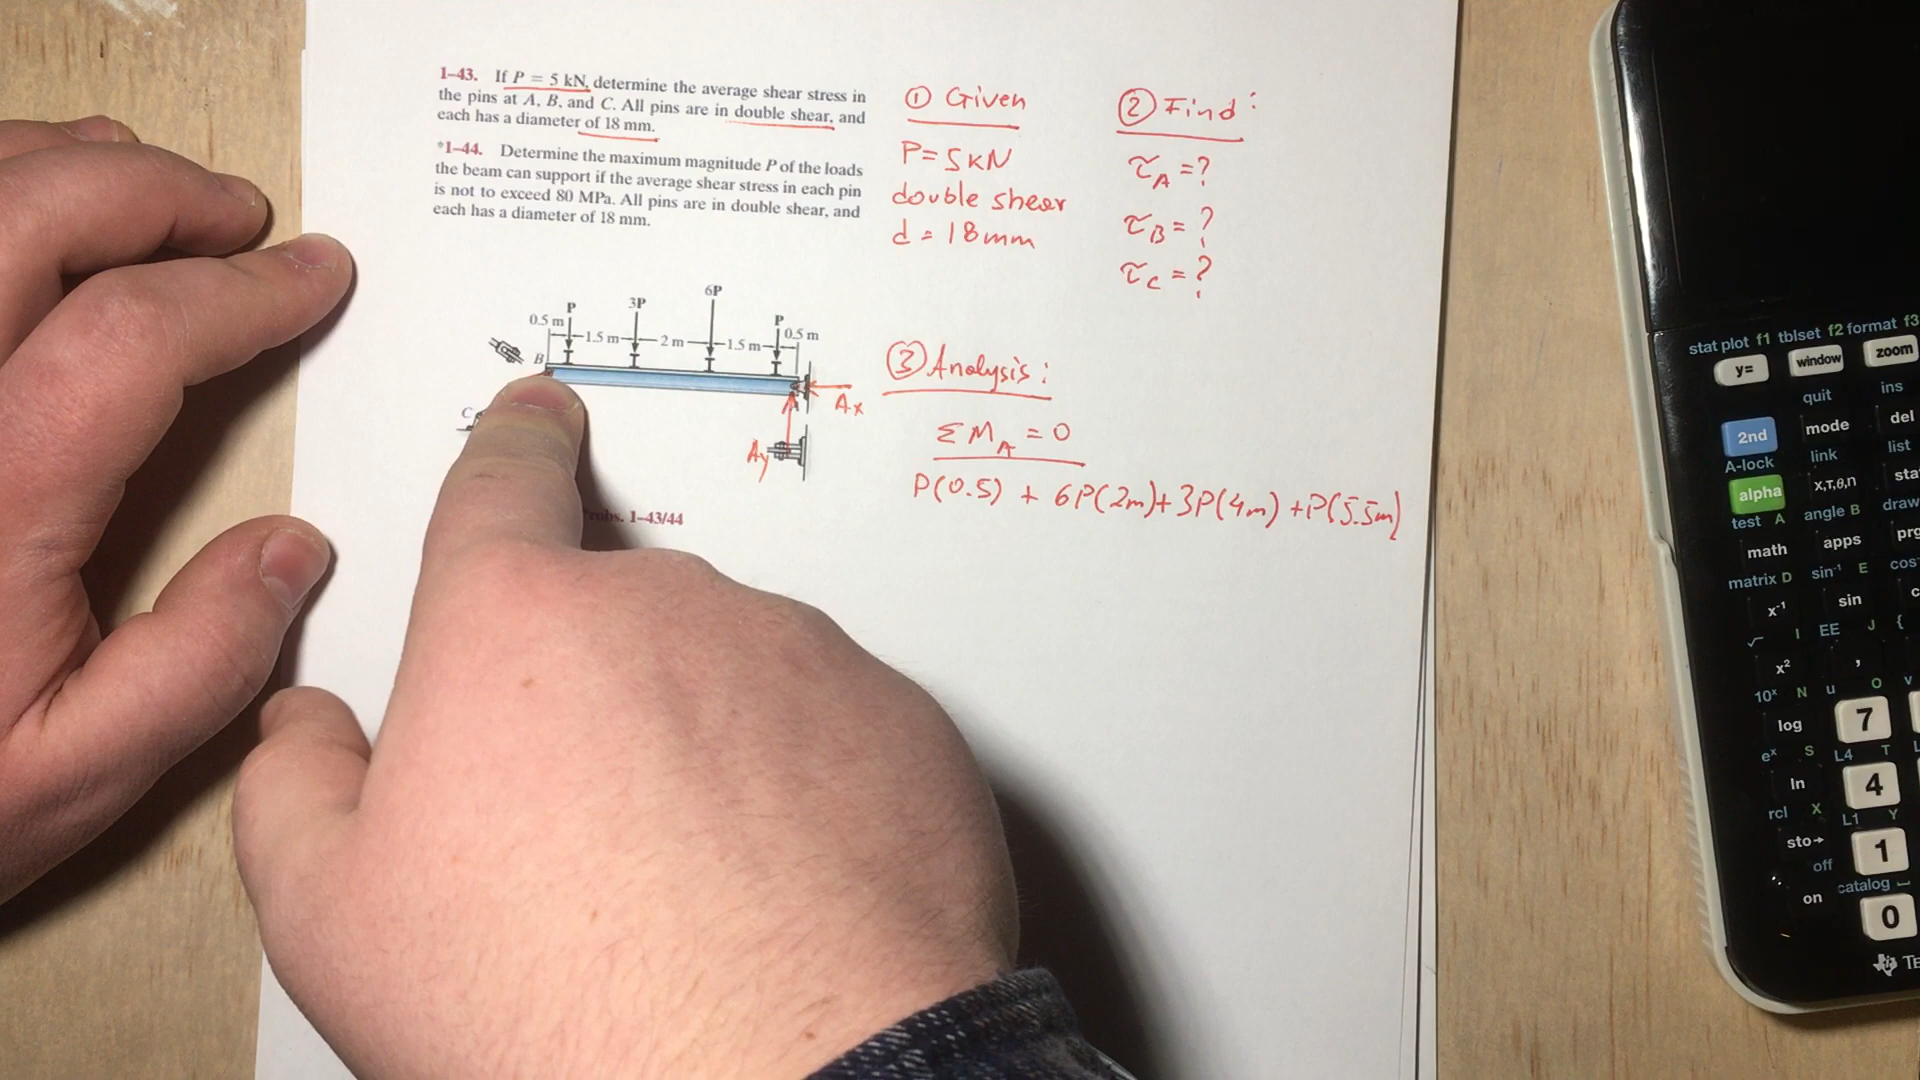 1–43. If P = 5 kN, determine the average shear stress in
the pins at A, B, and C. All pins are in double shear, and
each has a diameter of 18 mm.
*1–44. Determine the maximum magnitude P of the loads
the beam can support if the average shear stress in each pin
is not to exceed 80 MPa. All pins are in double shear, and
each has a diameter of 18 mm.
① Given
P=5kN
double shear
d = 18mm
② Find:
τA =?
τB = ?
τC = ?
P 3P 6P P
0.5 m 1.5 m 2 m 1.5 m 0.5 m
B
C
Ax
Ay
Probs. 1–43/44
③ Analysis:
ΣMA = 0
P(0.5) + 6P(2m)+3P(4m)+P(5.5m)
stat plot f1 tblset f2 format f3
y= window zoom
quit ins
2nd mode del
A-lock link list
alpha X,T,θ,n
test A angle B
math apps
matrix D sin-1 E
x-1 sin
√ I EE J {
x² ,
10x N u O v
log 7
ex S L4 T
ln 4
rcl X L1 Y
sto→ 1
off catalog
on 0